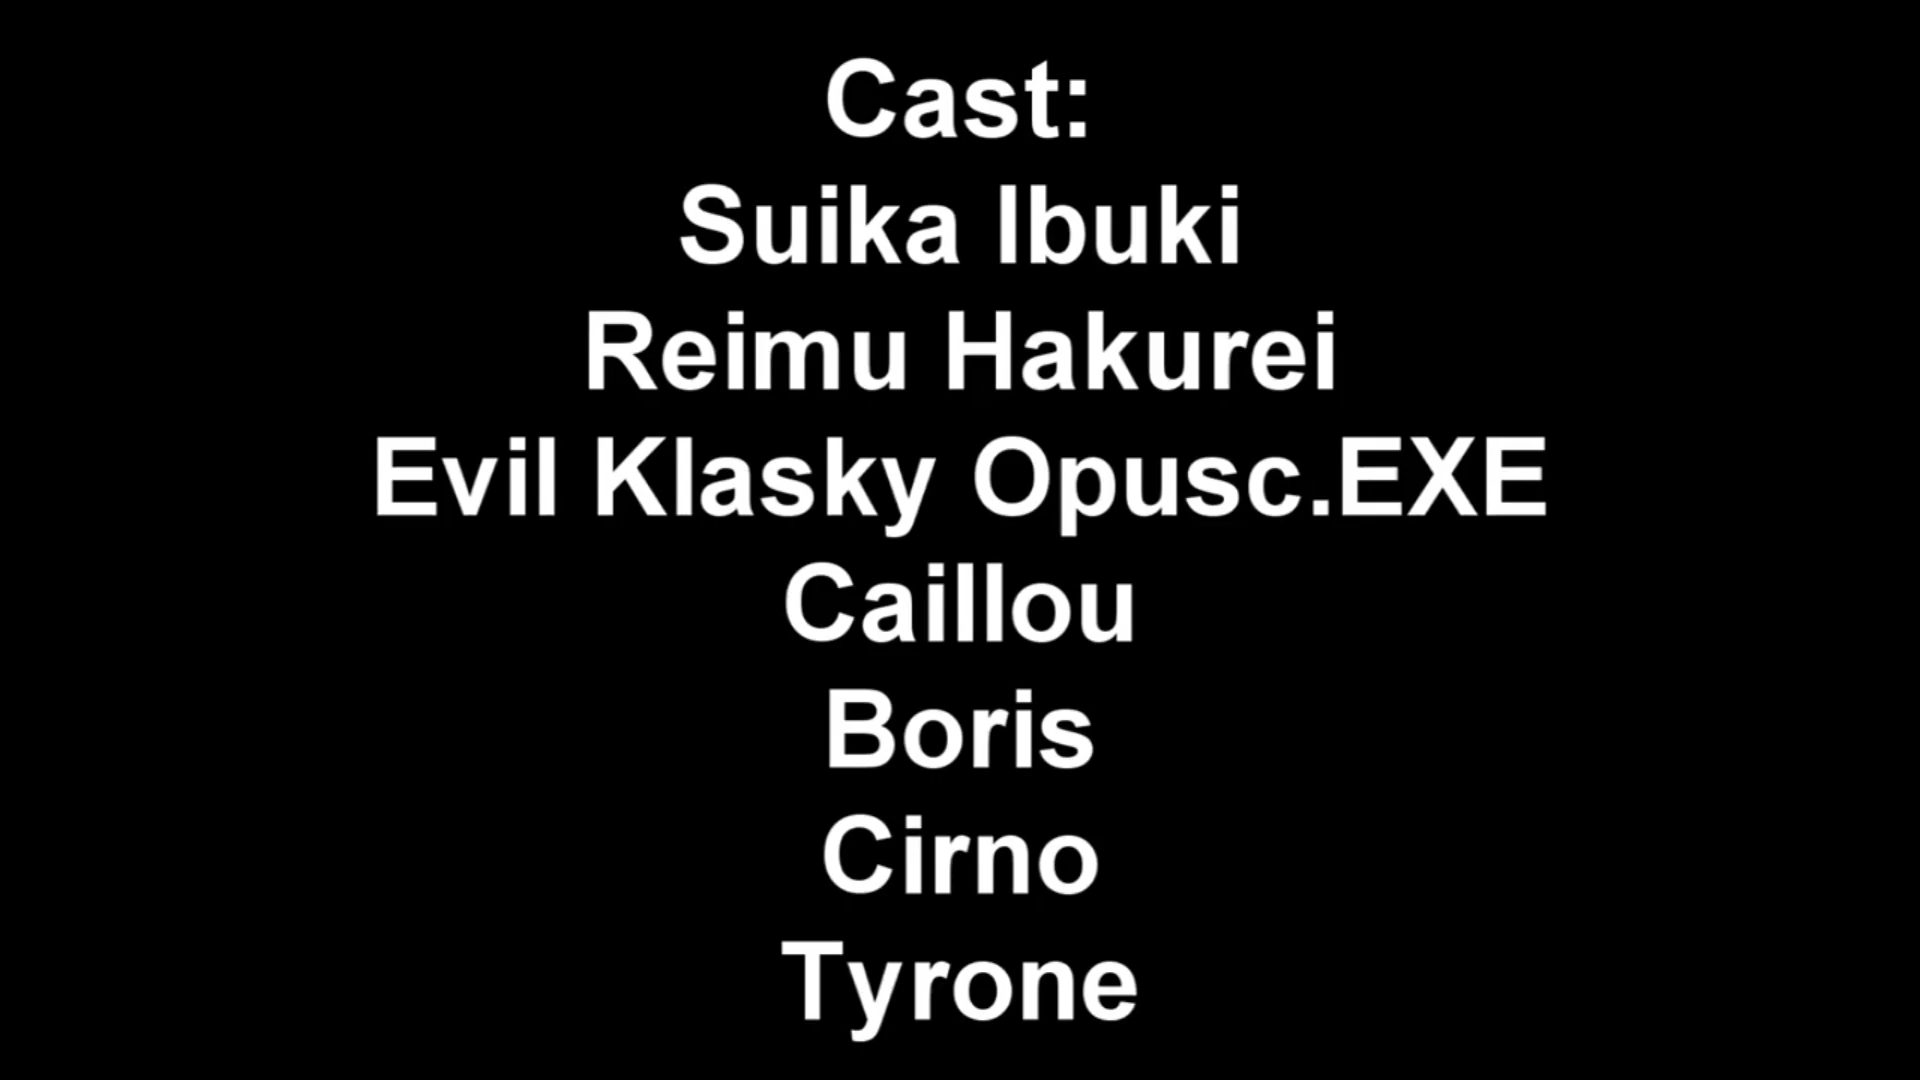 Cast:
Suika Ibuki
Reimu Hakurei
Evil Klasky Opusc.EXE
Caillou
Boris
Cirno
Tyrone